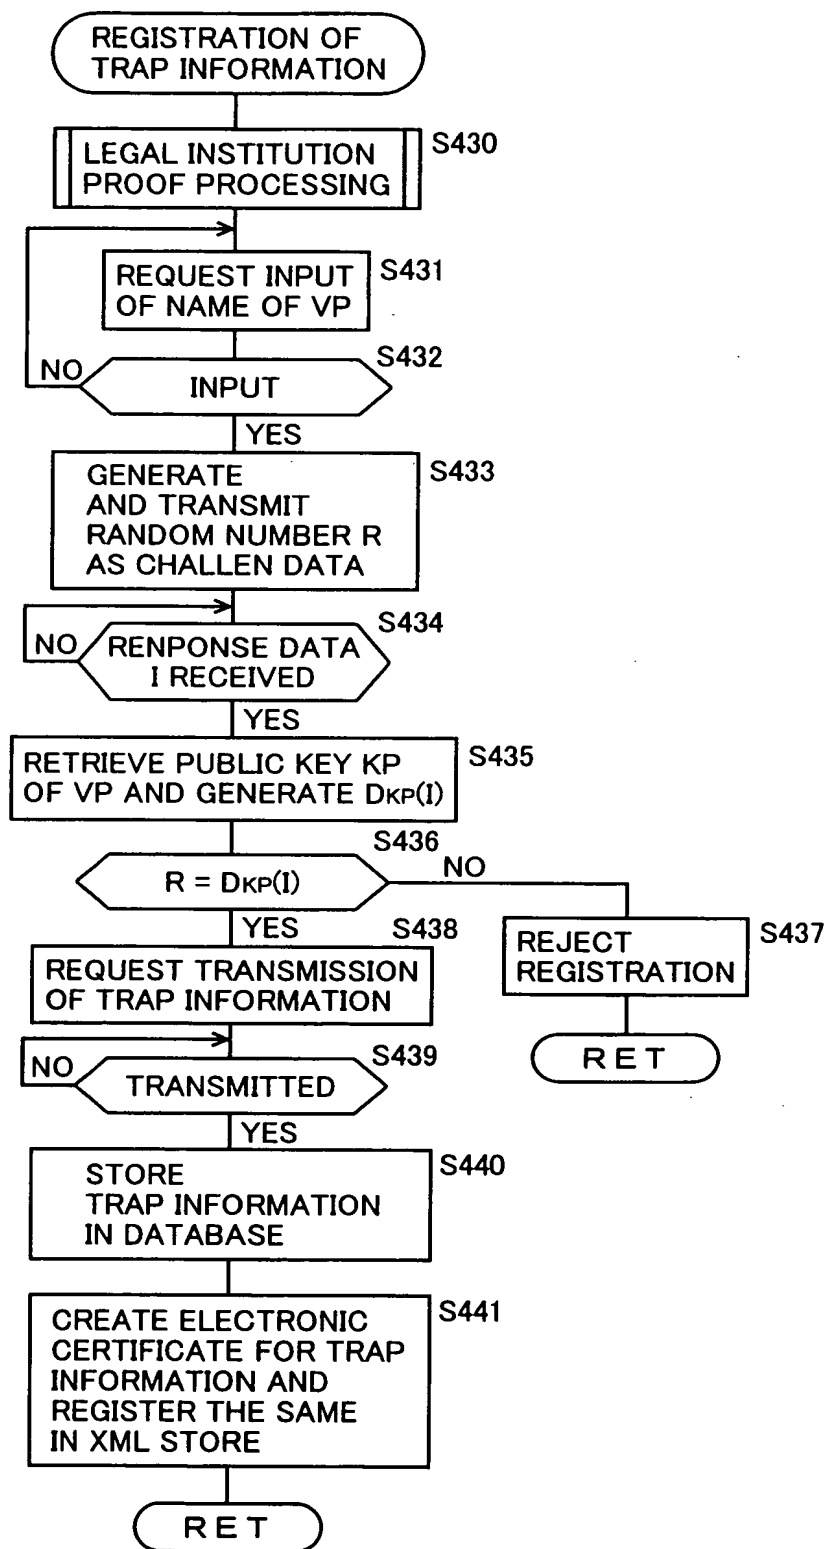 REGISTRATION OF
TRAP INFORMATION
LEGAL INSTITUTION
PROOF PROCESSING
S430
REQUEST INPUT
OF NAME OF VP
S431
S432
NO
INPUT
YES
GENERATE
AND TRANSMIT
RANDOM NUMBER R
AS CHALLEN DATA
S433
S434
NO
RENPONSE DATA
I RECEIVED
YES
RETRIEVE PUBLIC KEY KP
OF VP AND GENERATE DKP(I)
S435
S436
R = DKP(I)
NO
YES
S438
REQUEST TRANSMISSION
OF TRAP INFORMATION
REJECT
REGISTRATION
S437
RET
S439
NO
TRANSMITTED
YES
STORE
TRAP INFORMATION
IN DATABASE
S440
CREATE ELECTRONIC
CERTIFICATE FOR TRAP
INFORMATION AND
REGISTER THE SAME
IN XML STORE
S441
RET